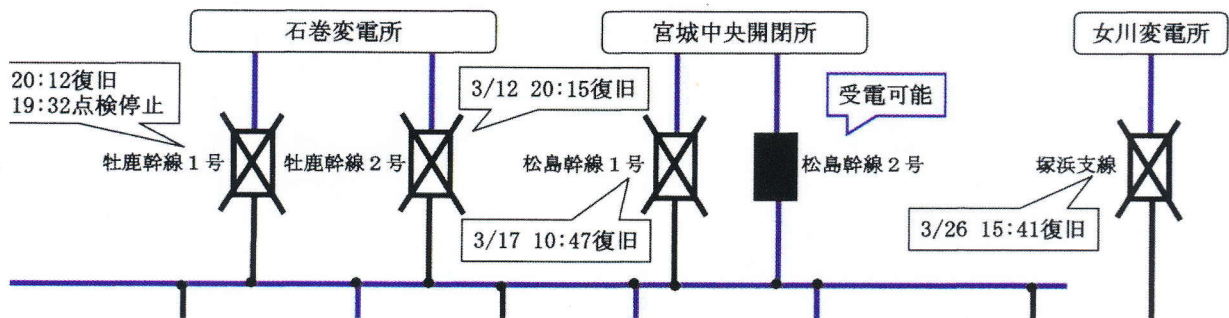 石巻変電所
宮城中央開閉所
女川変電所
20:12復旧
19:32点検停止
3/12 20:15復旧
受電可能
牡鹿幹線1号
牡鹿幹線2号
松島幹線1号
松島幹線2号
塚浜支線
3/17 10:47復旧
3/26 15:41復旧